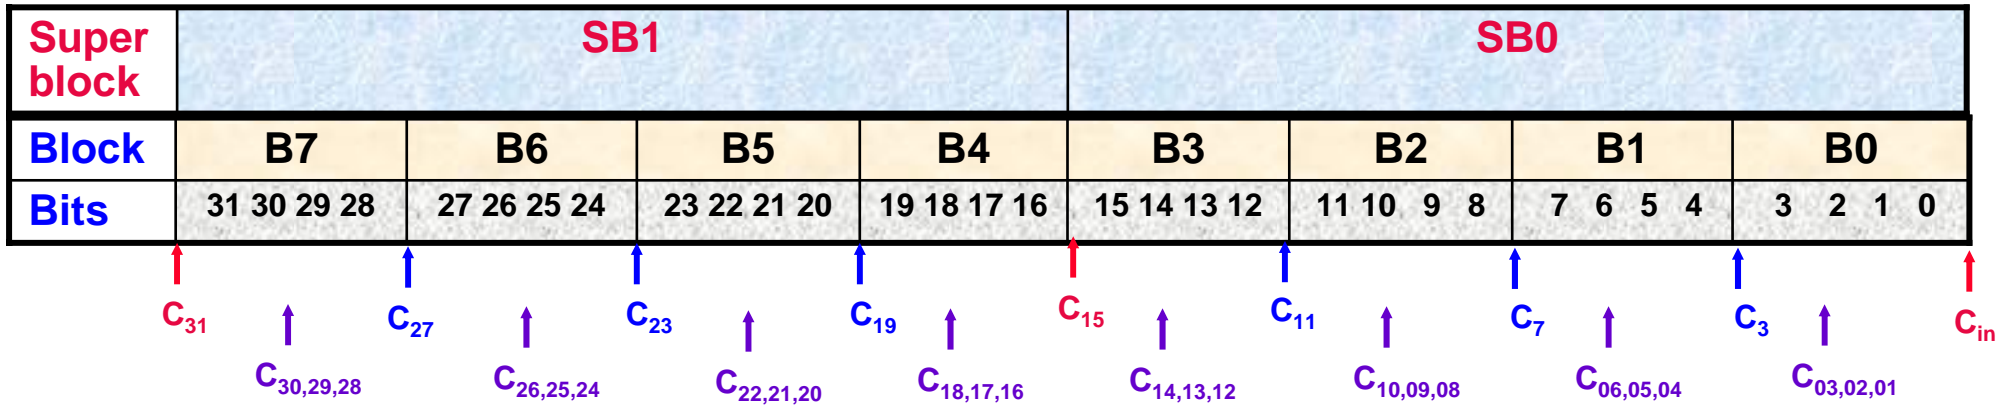 Super block SB1 SB0
Block B7 B6 B5 B4 B3 B2 B1 B0
Bits 31 30 29 28 27 26 25 24 23 22 21 20 19 18 17 16 15 14 13 12 11 10 9 8 7 6 5 4 3 2 1 0
C31 C27 C23 C19 C15 C11 C7 C3 Cin
C30,29,28 C26,25,24 C22,21,20 C18,17,16 C14,13,12 C10,09,08 C06,05,04 C03,02,01